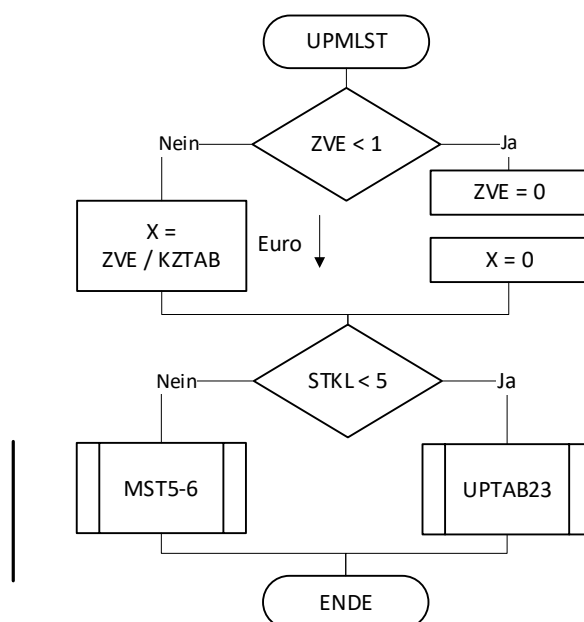 UPMLST
Nein
ZVE < 1
Ja
ZVE = 0
X =
ZVE / KZTAB
Euro
X = 0
Nein
STKL < 5
Ja
MST5-6
UPTAB23
ENDE